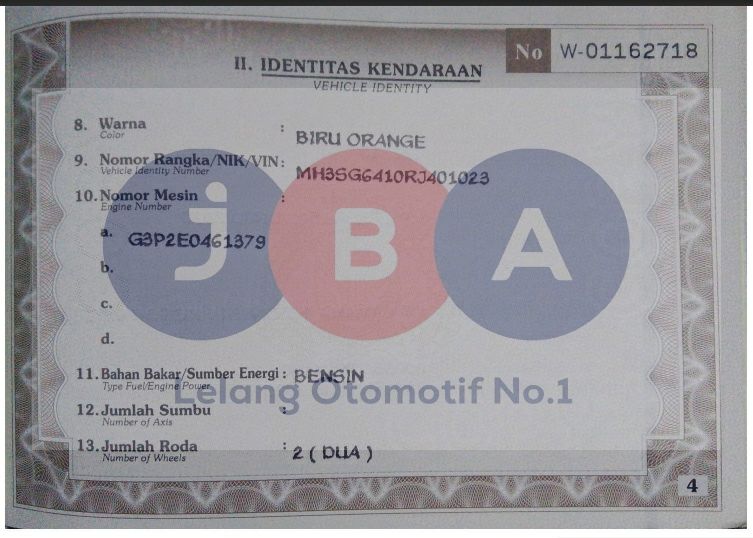 No W-01162718
II. IDENTITAS KENDARAAN
VEHICLE IDENTITY
8. Warna : BIRU ORANGE
Color
9. Nomor Rangka/NIK/VIN: MH3SG6410RJ401023
Vehicle Identity Number
10. Nomor Mesin :
Engine Number
a. G3P2E0461379
b.
c.
d.
jBA
11. Bahan Bakar/Sumber Energi : BENSIN
Type Fuel/Engine Power
Lelang Otomotif No.1
12. Jumlah Sumbu :
Number of Axis
13. Jumlah Roda : 2 ( DUA )
Number of Wheels
4